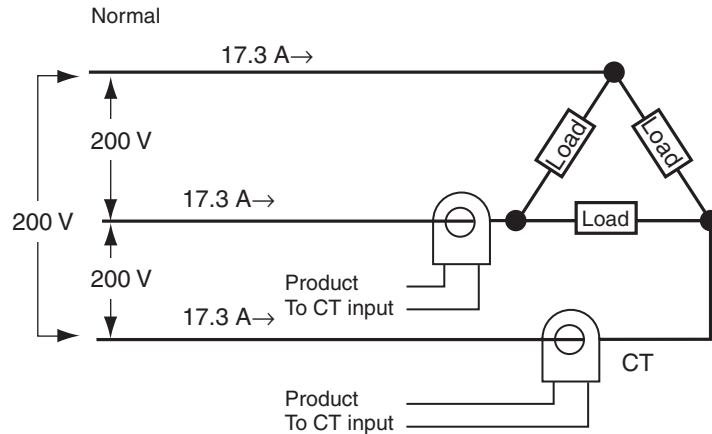 Normal
17.3 A→
Load
Load
200 V
17.3 A→
200 V
Load
200 V
Product
To CT input
17.3 A→
CT
Product
To CT input